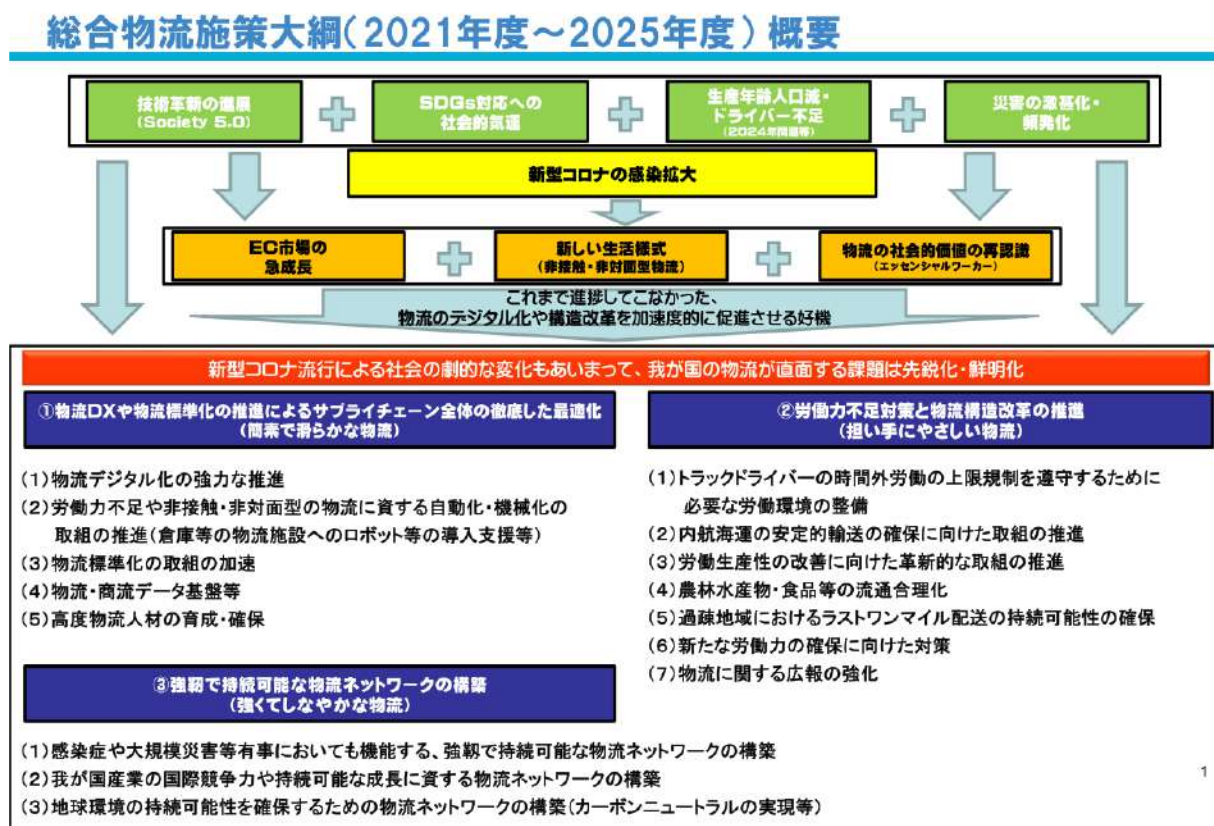 総合物流施策大綱（2021年度～2025年度）概要
技術革新の進展
(Society 5.0)
SDGs対応への
社会的気運
生産年齢人口減・
ドライバー不足
(2024年問題等)
災害の激甚化・
頻発化
新型コロナの感染拡大
EC市場の
急成長
新しい生活様式
(非接触・非対面型物流)
物流の社会的価値の再認識
(エッセンシャルワーカー)
これまで進捗してこなかった、
物流のデジタル化や構造改革を加速度的に促進させる好機
新型コロナ流行による社会の劇的な変化もあいまって、我が国の物流が直面する課題は先鋭化・鮮明化
①物流DXや物流標準化の推進によるサプライチェーン全体の徹底した最適化
(簡素で滑らかな物流)
(1)物流デジタル化の強力な推進
(2)労働力不足や非接触・非対面型の物流に資する自動化・機械化の
取組の推進(倉庫等の物流施設へのロボット等の導入支援等)
(3)物流標準化の取組の加速
(4)物流・商流データ基盤等
(5)高度物流人材の育成・確保
②労働力不足対策と物流構造改革の推進
(担い手にやさしい物流)
(1)トラックドライバーの時間外労働の上限規制を遵守するために
必要な労働環境の整備
(2)内航海運の安定的輸送の確保に向けた取組の推進
(3)労働生産性の改善に向けた革新的な取組の推進
(4)農林水産物・食品等の流通合理化
(5)過疎地域におけるラストワンマイル配送の持続可能性の確保
(6)新たな労働力の確保に向けた対策
(7)物流に関する広報の強化
③強靭で持続可能な物流ネットワークの構築
(強くてしなやかな物流)
(1)感染症や大規模災害等有事においても機能する、強靭で持続可能な物流ネットワークの構築
(2)我が国産業の国際競争力や持続可能な成長に資する物流ネットワークの構築
(3)地球環境の持続可能性を確保するための物流ネットワークの構築(カーボンニュートラルの実現等)
1